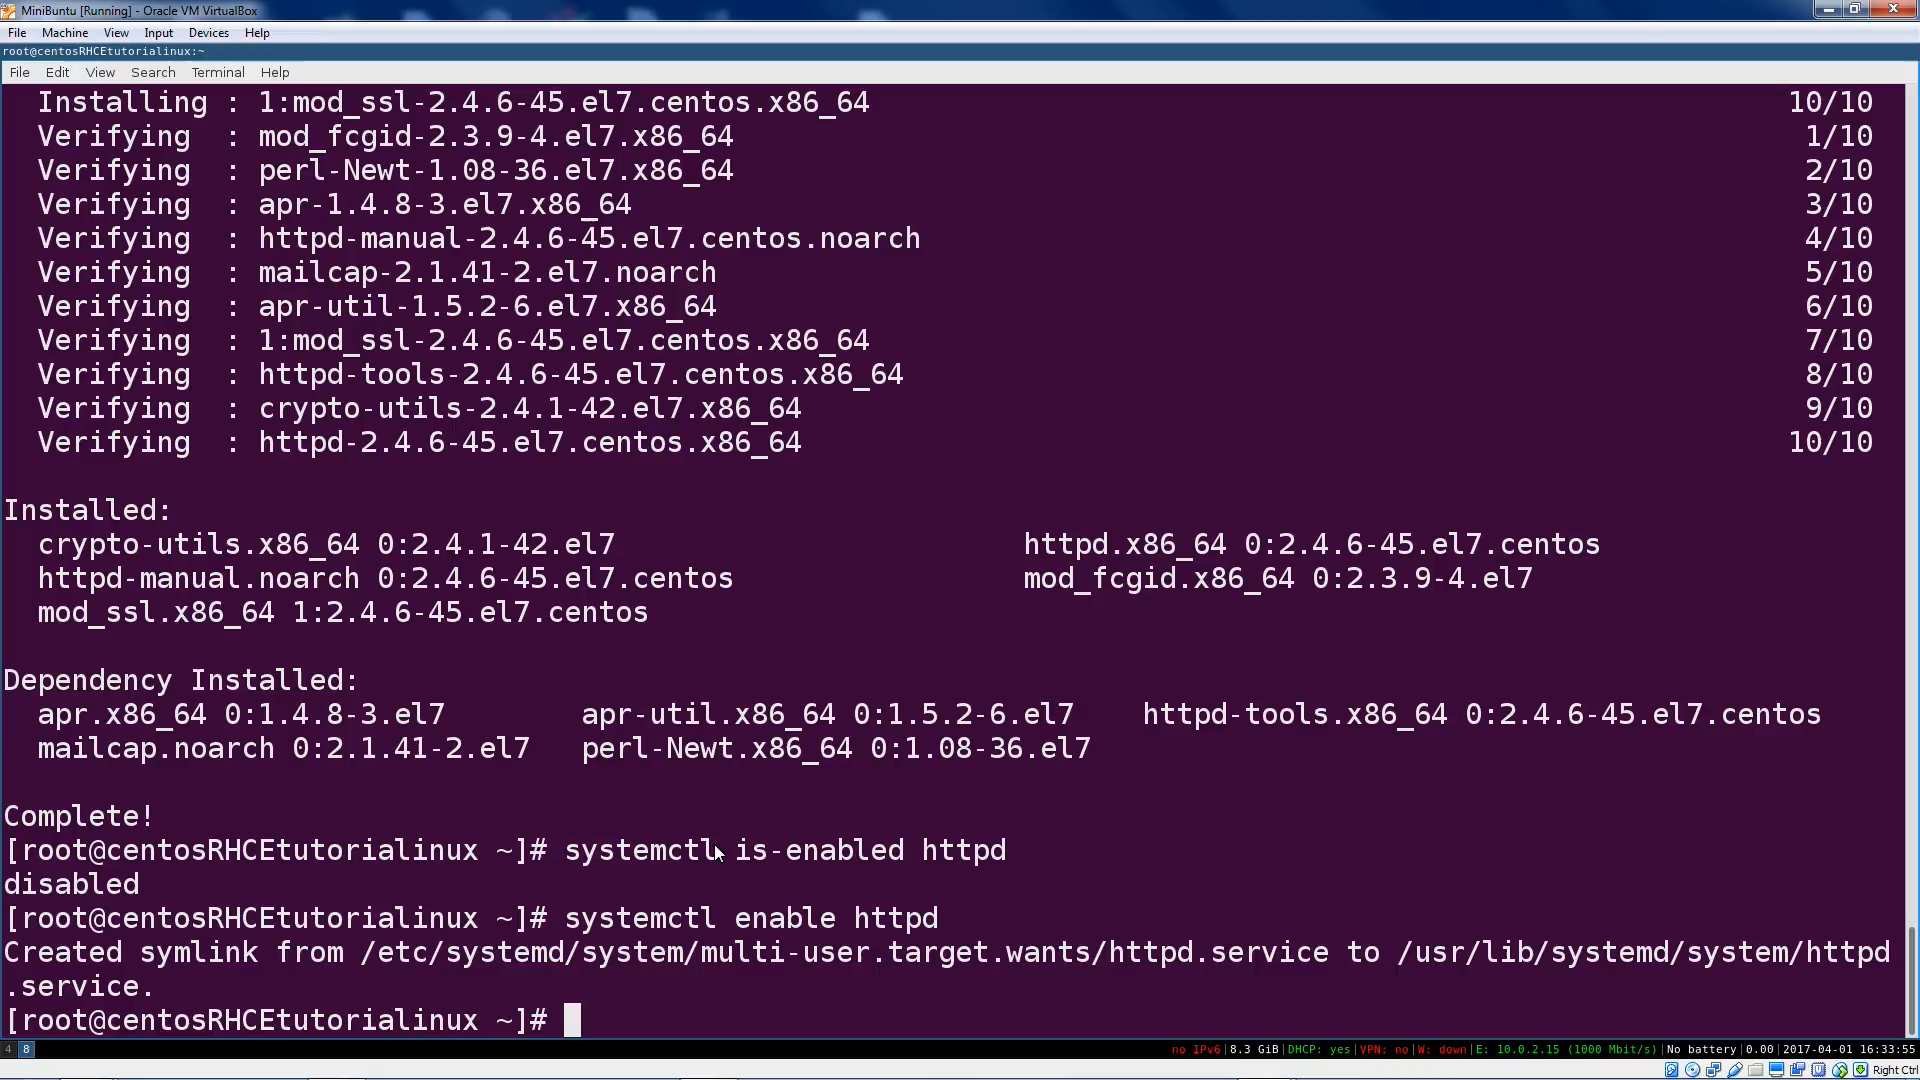 MiniBuntu [Running] - Oracle VM VirtualBox
File Machine View Input Devices Help
root@centosRHCEtutorialinux:~
File Edit View Search Terminal Help
Installing : 1:mod_ssl-2.4.6-45.el7.centos.x86_64 10/10
Verifying : mod_fcgid-2.3.9-4.el7.x86_64 1/10
Verifying : perl-Newt-1.08-36.el7.x86_64 2/10
Verifying : apr-1.4.8-3.el7.x86_64 3/10
Verifying : httpd-manual-2.4.6-45.el7.centos.noarch 4/10
Verifying : mailcap-2.1.41-2.el7.noarch 5/10
Verifying : apr-util-1.5.2-6.el7.x86_64 6/10
Verifying : 1:mod_ssl-2.4.6-45.el7.centos.x86_64 7/10
Verifying : httpd-tools-2.4.6-45.el7.centos.x86_64 8/10
Verifying : crypto-utils-2.4.1-42.el7.x86_64 9/10
Verifying : httpd-2.4.6-45.el7.centos.x86_64 10/10
Installed:
crypto-utils.x86_64 0:2.4.1-42.el7 httpd.x86_64 0:2.4.6-45.el7.centos
httpd-manual.noarch 0:2.4.6-45.el7.centos mod_fcgid.x86_64 0:2.3.9-4.el7
mod_ssl.x86_64 1:2.4.6-45.el7.centos
Dependency Installed:
apr.x86_64 0:1.4.8-3.el7 apr-util.x86_64 0:1.5.2-6.el7 httpd-tools.x86_64 0:2.4.6-45.el7.centos
mailcap.noarch 0:2.1.41-2.el7 perl-Newt.x86_64 0:1.08-36.el7
Complete!
[root@centosRHCEtutorialinux ~]# systemctl is-enabled httpd
disabled
[root@centosRHCEtutorialinux ~]# systemctl enable httpd
Created symlink from /etc/systemd/system/multi-user.target.wants/httpd.service to /usr/lib/systemd/system/httpd
.service.
[root@centosRHCEtutorialinux ~]#
4 8 no IPv6|8.3 GiB|DHCP: yes|VPN: no|W: down|E: 10.0.2.15 (1000 Mbit/s)|No battery|0.00|2017-04-01 16:33:55
Right Ctrl